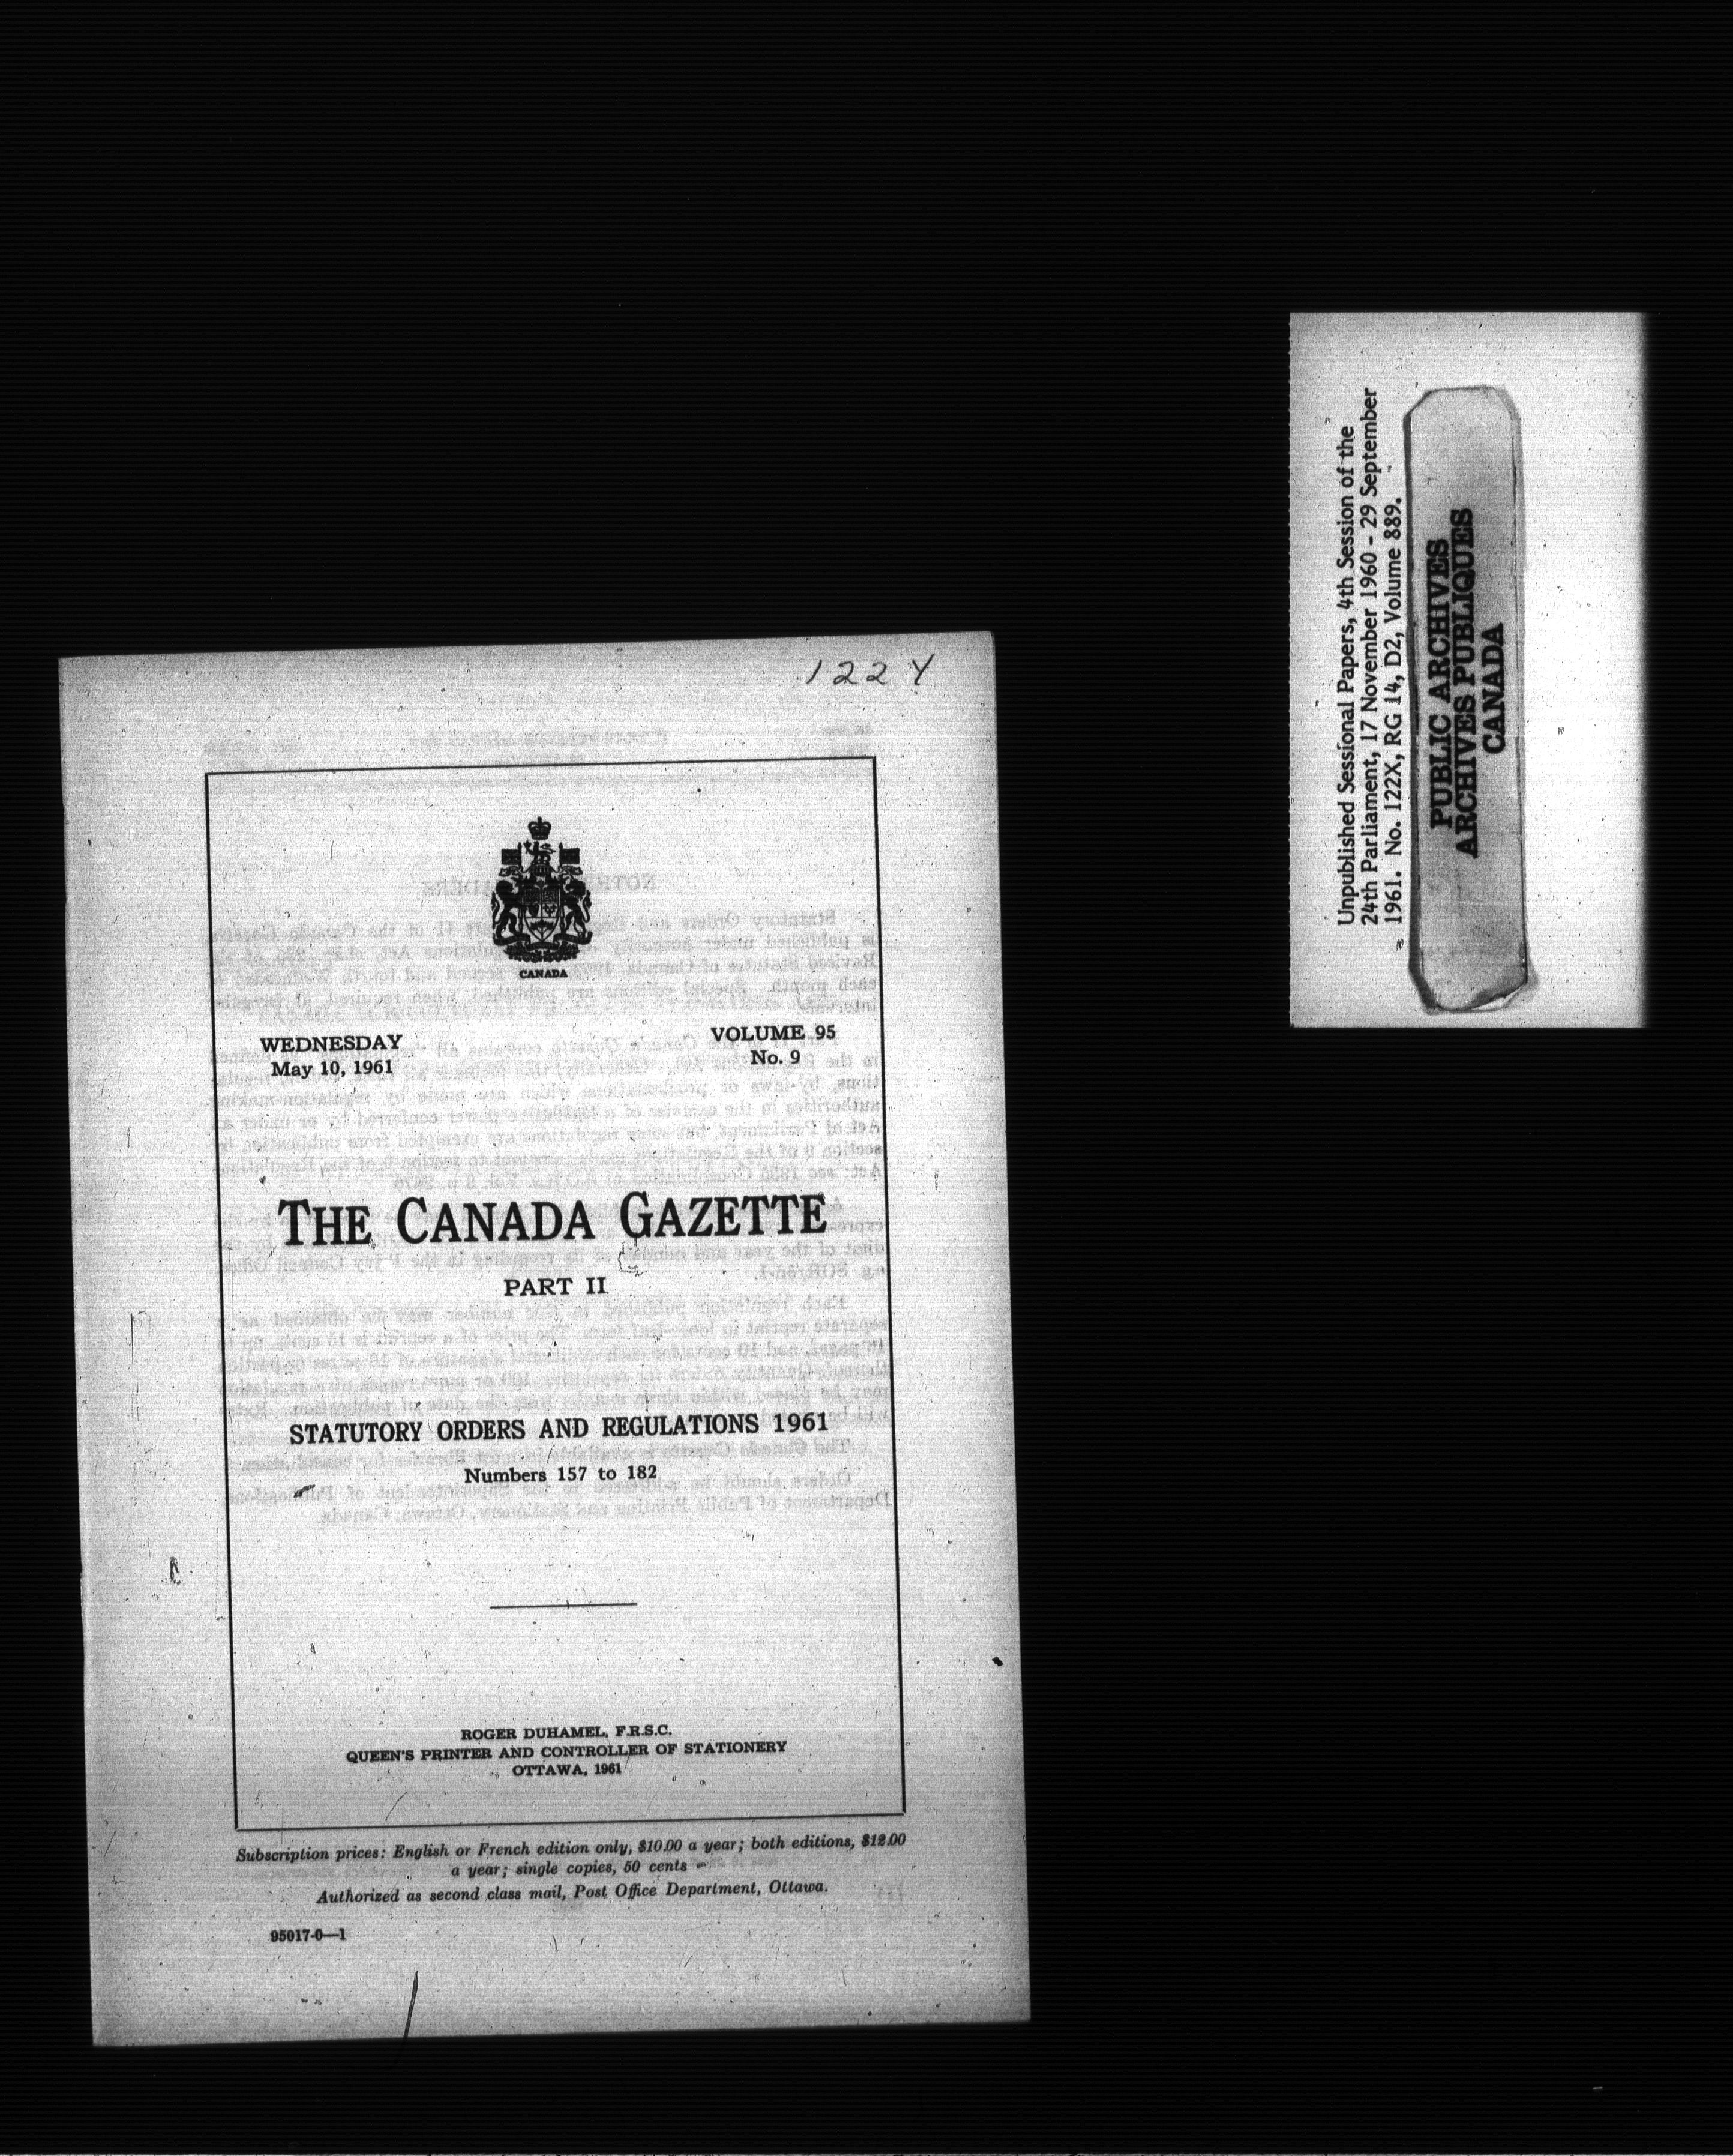 122Y
CANADA
WEDNESDAY
May 10, 1961
VOLUME 95
No. 9
THE CANADA GAZETTE
PART II
STATUTORY ORDERS AND REGULATIONS 1961
Numbers 157 to 182
ROGER DUHAMEL, F.R.S.C.
QUEEN'S PRINTER AND CONTROLLER OF STATIONERY
OTTAWA, 1961
Subscription prices: English or French edition only, $10.00 a year; both editions, $12.00
a year; single copies, 50 cents
Authorized as second class mail, Post Office Department, Ottawa.
95017-0—1
Unpublished Sessional Papers, 4th Session of the
24th Parliament, 17 November 1960 - 29 September
1961. No. 122X, RG 14, D2, Volume 889.
PUBLIC ARCHIVES
ARCHIVES PUBLIQUES
CANADA